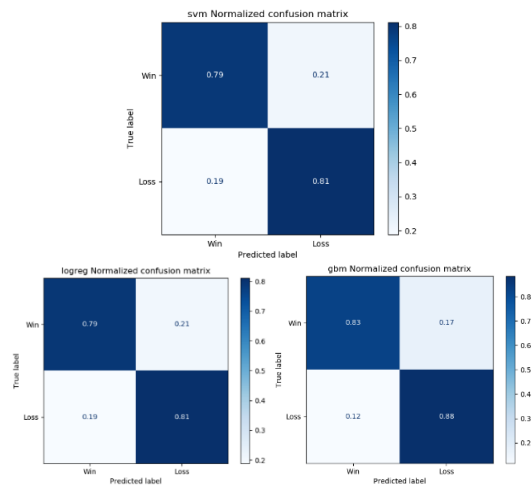 svm Normalized confusion matrix
0.8
Win
0.79
0.21
0.7
0.6
True label
0.5
0.4
Loss
0.19
0.81
0.3
0.2
Win
Loss
Predicted label
logreg Normalized confusion matrix
0.8
Win
0.79
0.21
0.7
0.6
True label
0.5
0.4
Loss
0.19
0.81
0.3
0.2
Win
Loss
Predicted label
gbm Normalized confusion matrix
0.8
Win
0.83
0.17
0.7
0.6
True label
0.5
0.4
Loss
0.12
0.88
0.3
0.2
Win
Loss
Predicted label